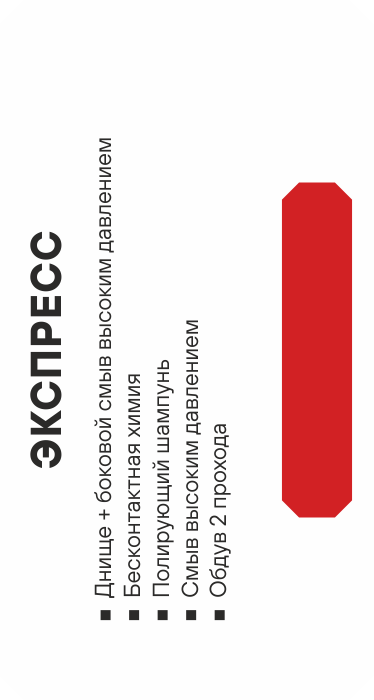 ЭКСПРЕСС
▪ Днище + боковой смыв высоким давлением
▪ Бесконтактная химия
▪ Полирующий шампунь
▪ Смыв высоким давлением
▪ Обдув 2 прохода